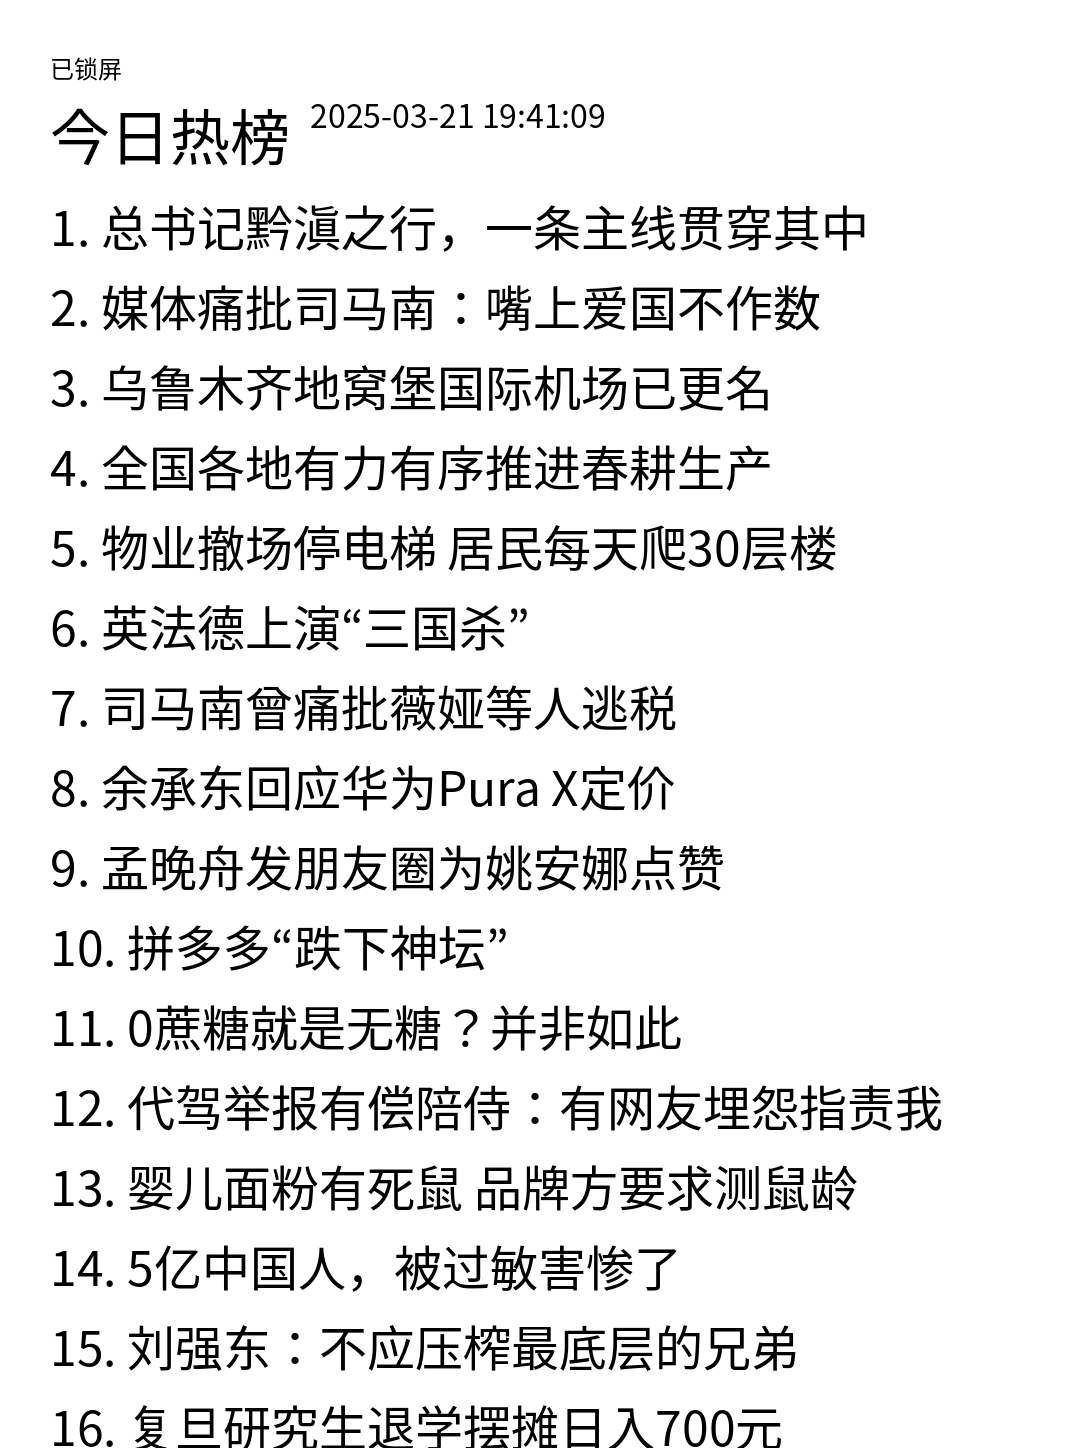 已锁屏
今日热榜 2025-03-21 19:41:09
1. 总书记黔滇之行，一条主线贯穿其中
2. 媒体痛批司马南：嘴上爱国不作数
3. 乌鲁木齐地窝堡国际机场已更名
4. 全国各地有力有序推进春耕生产
5. 物业撤场停电梯 居民每天爬30层楼
6. 英法德上演“三国杀”
7. 司马南曾痛批薇娅等人逃税
8. 余承东回应华为Pura X定价
9. 孟晚舟发朋友圈为姚安娜点赞
10. 拼多多“跌下神坛”
11. 0蔗糖就是无糖？并非如此
12. 代驾举报有偿陪侍：有网友埋怨指责我
13. 婴儿面粉有死鼠 品牌方要求测鼠龄
14. 5亿中国人，被过敏害惨了
15. 刘强东：不应压榨最底层的兄弟
16. 复旦研究生退学摆摊日入700元